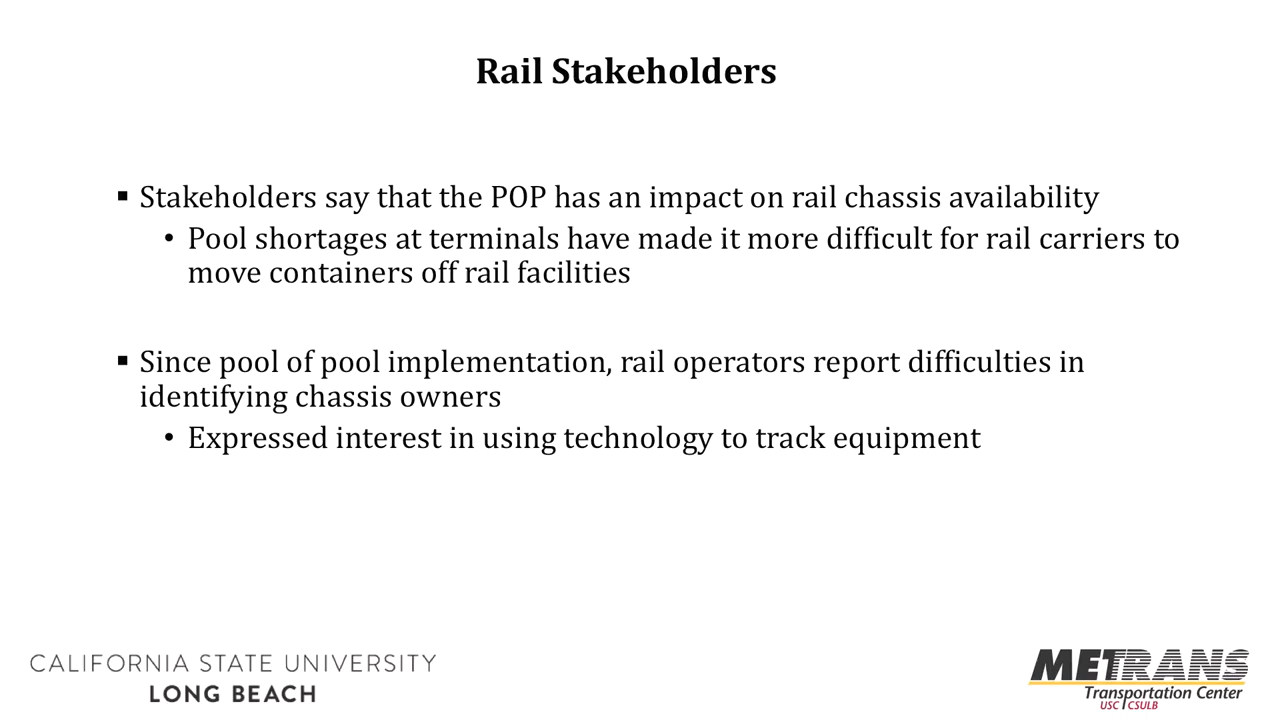 Rail Stakeholders
▪ Stakeholders say that the POP has an impact on rail chassis availability
• Pool shortages at terminals have made it more difficult for rail carriers to
move containers off rail facilities
▪ Since pool of pool implementation, rail operators report difficulties in
identifying chassis owners
• Expressed interest in using technology to track equipment
CALIFORNIA STATE UNIVERSITY
LONG BEACH
METRANS
Transportation Center
USC CSULB